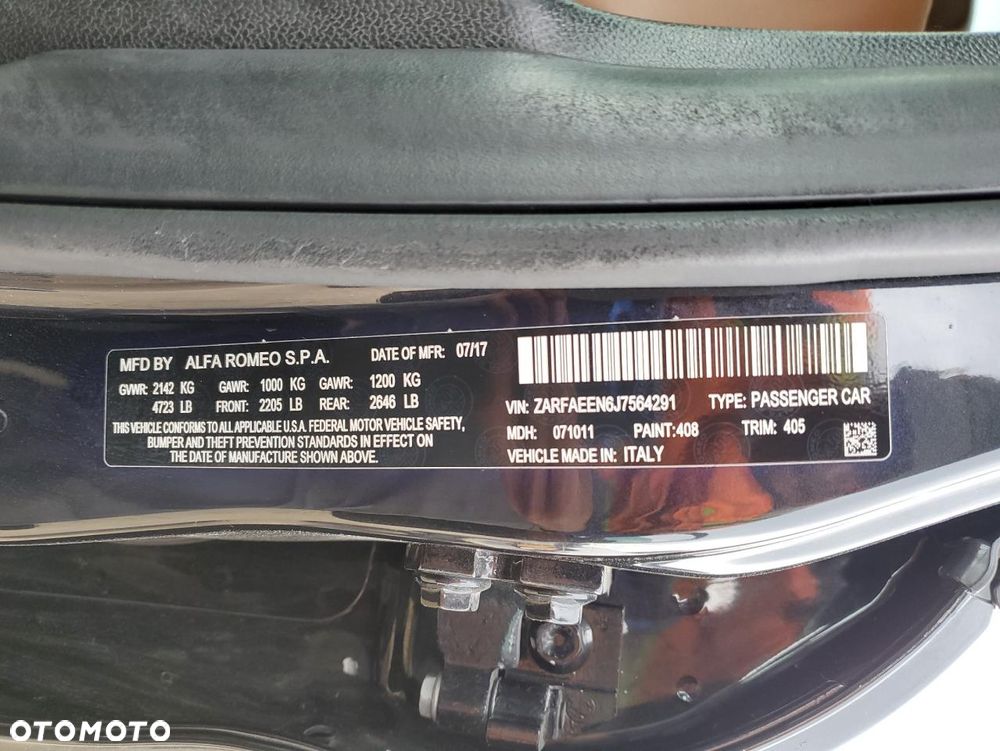 MFD BY ALFA ROMEO S.P.A. DATE OF MFR: 07/17
GVWR: 2142 KG GAWR: 1000 KG GAWR: 1200 KG
4723 LB FRONT: 2205 LB REAR: 2646 LB
THIS VEHICLE CONFORMS TO ALL APPLICABLE U.S.A. FEDERAL MOTOR VEHICLE SAFETY,
BUMPER AND THEFT PREVENTION STANDARDS IN EFFECT ON
THE DATE OF MANUFACTURE SHOWN ABOVE.
VIN: ZARFAEEN6J7564291 TYPE: PASSENGER CAR
MDH: 071011 PAINT: 408 TRIM: 405
VEHICLE MADE IN: ITALY
OTOMOTO